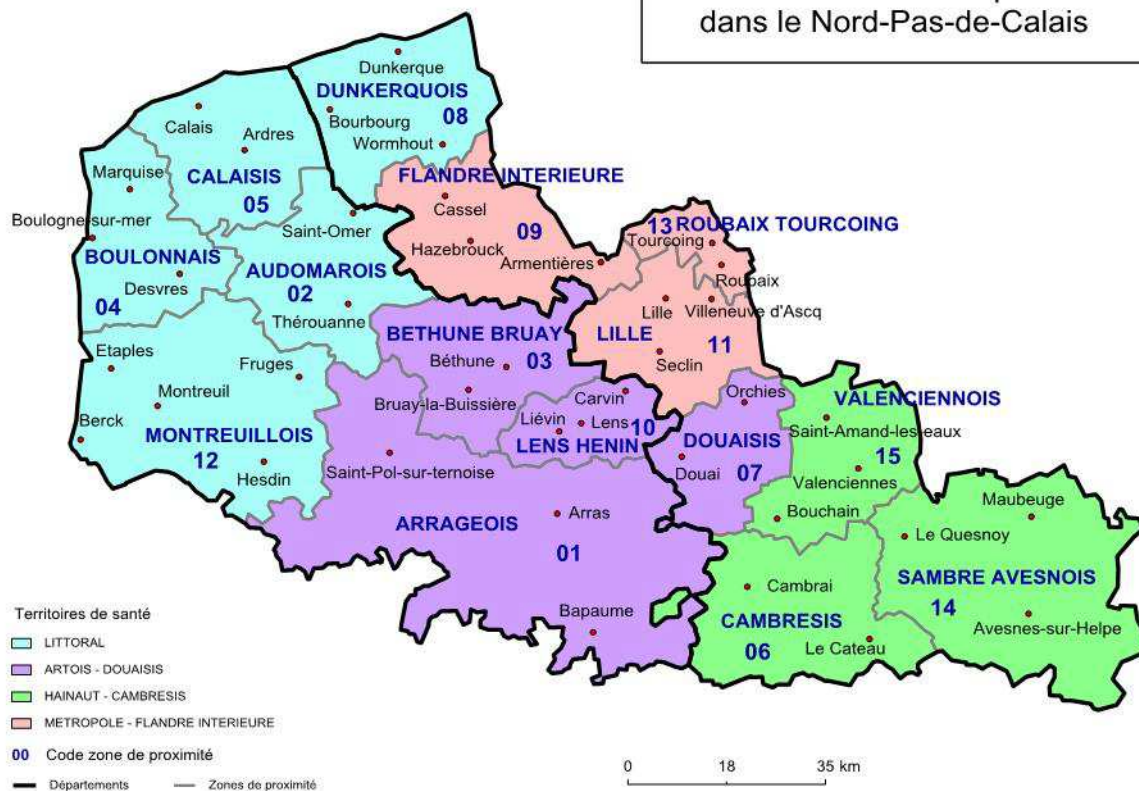 dans le Nord-Pas-de-Calais
Dunkerque
DUNKERQUOIS
08
Calais
Bourbourg
Ardres
Wormhout
Marquise
CALAISIS
05
FLANDRE INTERIEURE
Cassel
Boulogne-sur-mer
Saint-Omer
09
13 ROUBAIX TOURCOING
Tourcoing
Hazebrouck
Armentières
BOULONNAIS
AUDOMAROIS
Roubaix
Desvres
02
04
Thérouanne
Lille
Villeneuve d'Ascq
BETHUNE BRUAY
LILLE
11
Etaples
Béthune
03
Seclin
Fruges
Montreuil
Bruay-la-Buissière
Carvin
Orchies
VALENCIENNOIS
Berck
Liévin
Lens
10
Saint-Amand-les-eaux
MONTREUILLOIS
LENS HENIN
DOUAISIS
12
Saint-Pol-sur-ternoise
Douai
07
15
Hesdin
Valenciennes
Maubeuge
Arras
Bouchain
ARRAGEOIS
Le Quesnoy
01
SAMBRE AVESNOIS
Cambrai
14
Bapaume
CAMBRESIS
Avesnes-sur-Helpe
06
Le Cateau
Territoires de santé
LITTORAL
ARTOIS - DOUAISIS
HAINAUT - CAMBRESIS
METROPOLE - FLANDRE INTERIEURE
00 Code zone de proximité
Départements
Zones de proximité
0 18 35 km